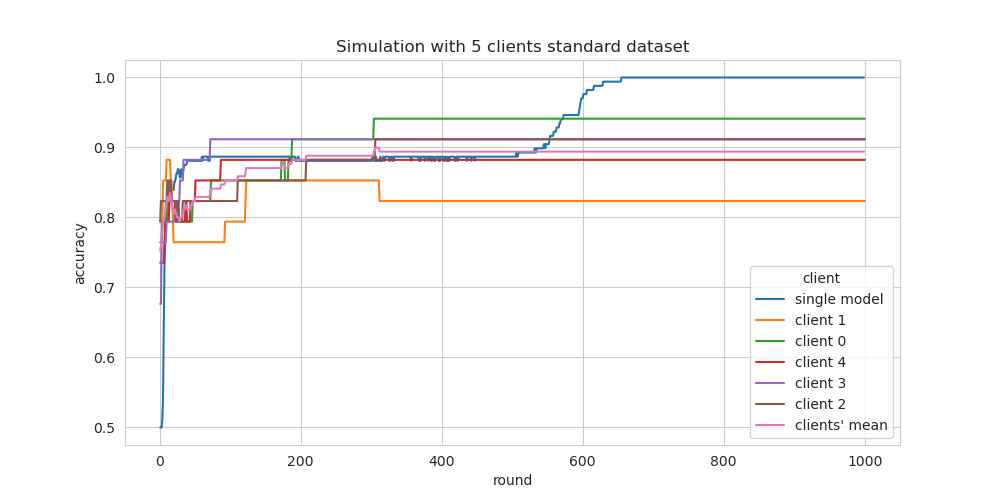 Simulation with 5 clients standard dataset
1.0
0.9
0.8
0.7
0.6
0.5
accuracy
0
200
400
600
800
1000
round
client
single model
client 1
client 0
client 4
client 3
client 2
clients' mean